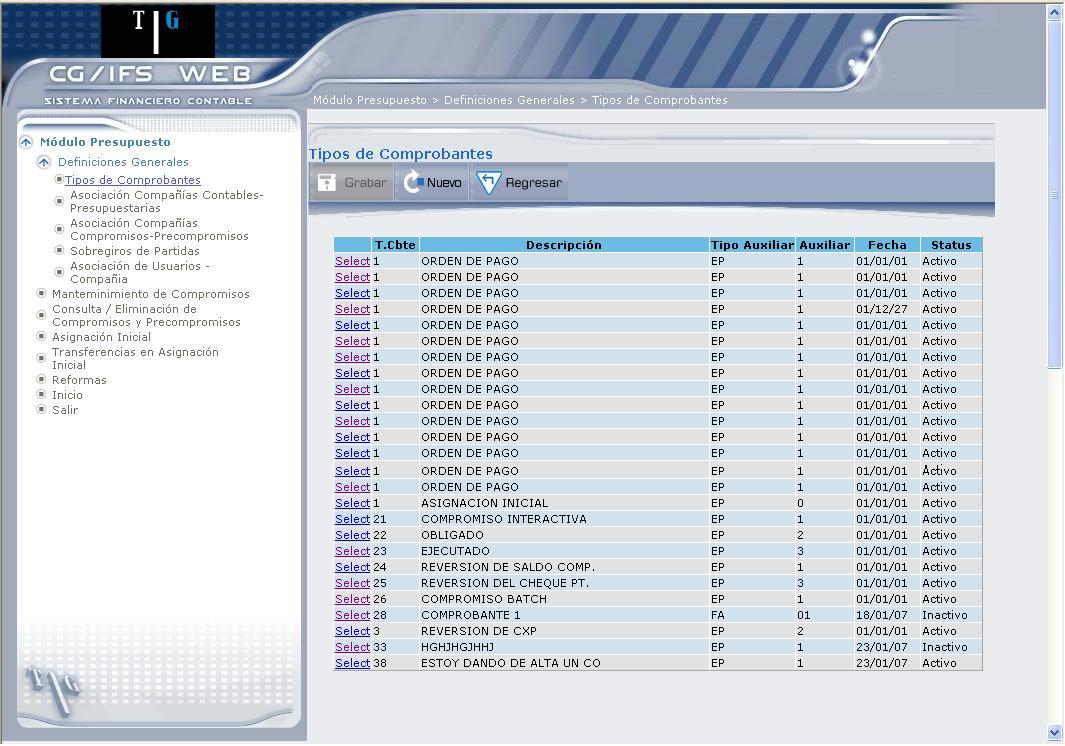 T G
CG/IFS WEB
SISTEMA FINANCIERO CONTABLE
Módulo Presupuesto > Definiciones Generales > Tipos de Comprobantes
Módulo Presupuesto
Definiciones Generales
Tipos de Comprobantes
Asociación Compañías Contables-
Presupuestarias
Asociación Compañías
Compromisos-Precompromisos
Sobregiros de Partidas
Asociación de Usuarios -
Compañia
Manteminimiento de Compromisos
Consulta / Eliminación de
Compromisos y Precompromisos
Asignación Inicial
Transferencias en Asignación
Inicial
Reformas
Inicio
Salir
TG
Tipos de Comprobantes
Grabar Nuevo Regresar
T.Cbte Descripción Tipo Auxiliar Auxiliar Fecha Status
Select 1 ORDEN DE PAGO EP 1 01/01/01 Activo
Select 1 ORDEN DE PAGO EP 1 01/01/01 Activo
Select 1 ORDEN DE PAGO EP 1 01/01/01 Activo
Select 1 ORDEN DE PAGO EP 1 01/12/27 Activo
Select 1 ORDEN DE PAGO EP 1 01/01/01 Activo
Select 1 ORDEN DE PAGO EP 1 01/01/01 Activo
Select 1 ORDEN DE PAGO EP 1 01/01/01 Activo
Select 1 ORDEN DE PAGO EP 1 01/01/01 Activo
Select 1 ORDEN DE PAGO EP 1 01/01/01 Activo
Select 1 ORDEN DE PAGO EP 1 01/01/01 Activo
Select 1 ORDEN DE PAGO EP 1 01/01/01 Activo
Select 1 ORDEN DE PAGO EP 1 01/01/01 Activo
Select 1 ORDEN DE PAGO EP 1 01/01/01 Activo
Select 1 ORDEN DE PAGO EP 1 01/01/01 Activo
Select 1 ORDEN DE PAGO EP 1 01/01/01 Activo
Select 1 ASIGNACION INICIAL EP 0 01/01/01 Activo
Select 21 COMPROMISO INTERACTIVA EP 1 01/01/01 Activo
Select 22 OBLIGADO EP 2 01/01/01 Activo
Select 23 EJECUTADO EP 3 01/01/01 Activo
Select 24 REVERSION DE SALDO COMP. EP 1 01/01/01 Activo
Select 25 REVERSION DEL CHEQUE PT. EP 3 01/01/01 Activo
Select 26 COMPROMISO BATCH EP 1 01/01/01 Activo
Select 28 COMPROBANTE 1 FA 01 18/01/07 Inactivo
Select 3 REVERSION DE CXP EP 2 01/01/01 Activo
Select 33 HGHJHGJHHJ EP 1 23/01/07 Inactivo
Select 38 ESTOY DANDO DE ALTA UN CO EP 1 23/01/07 Activo